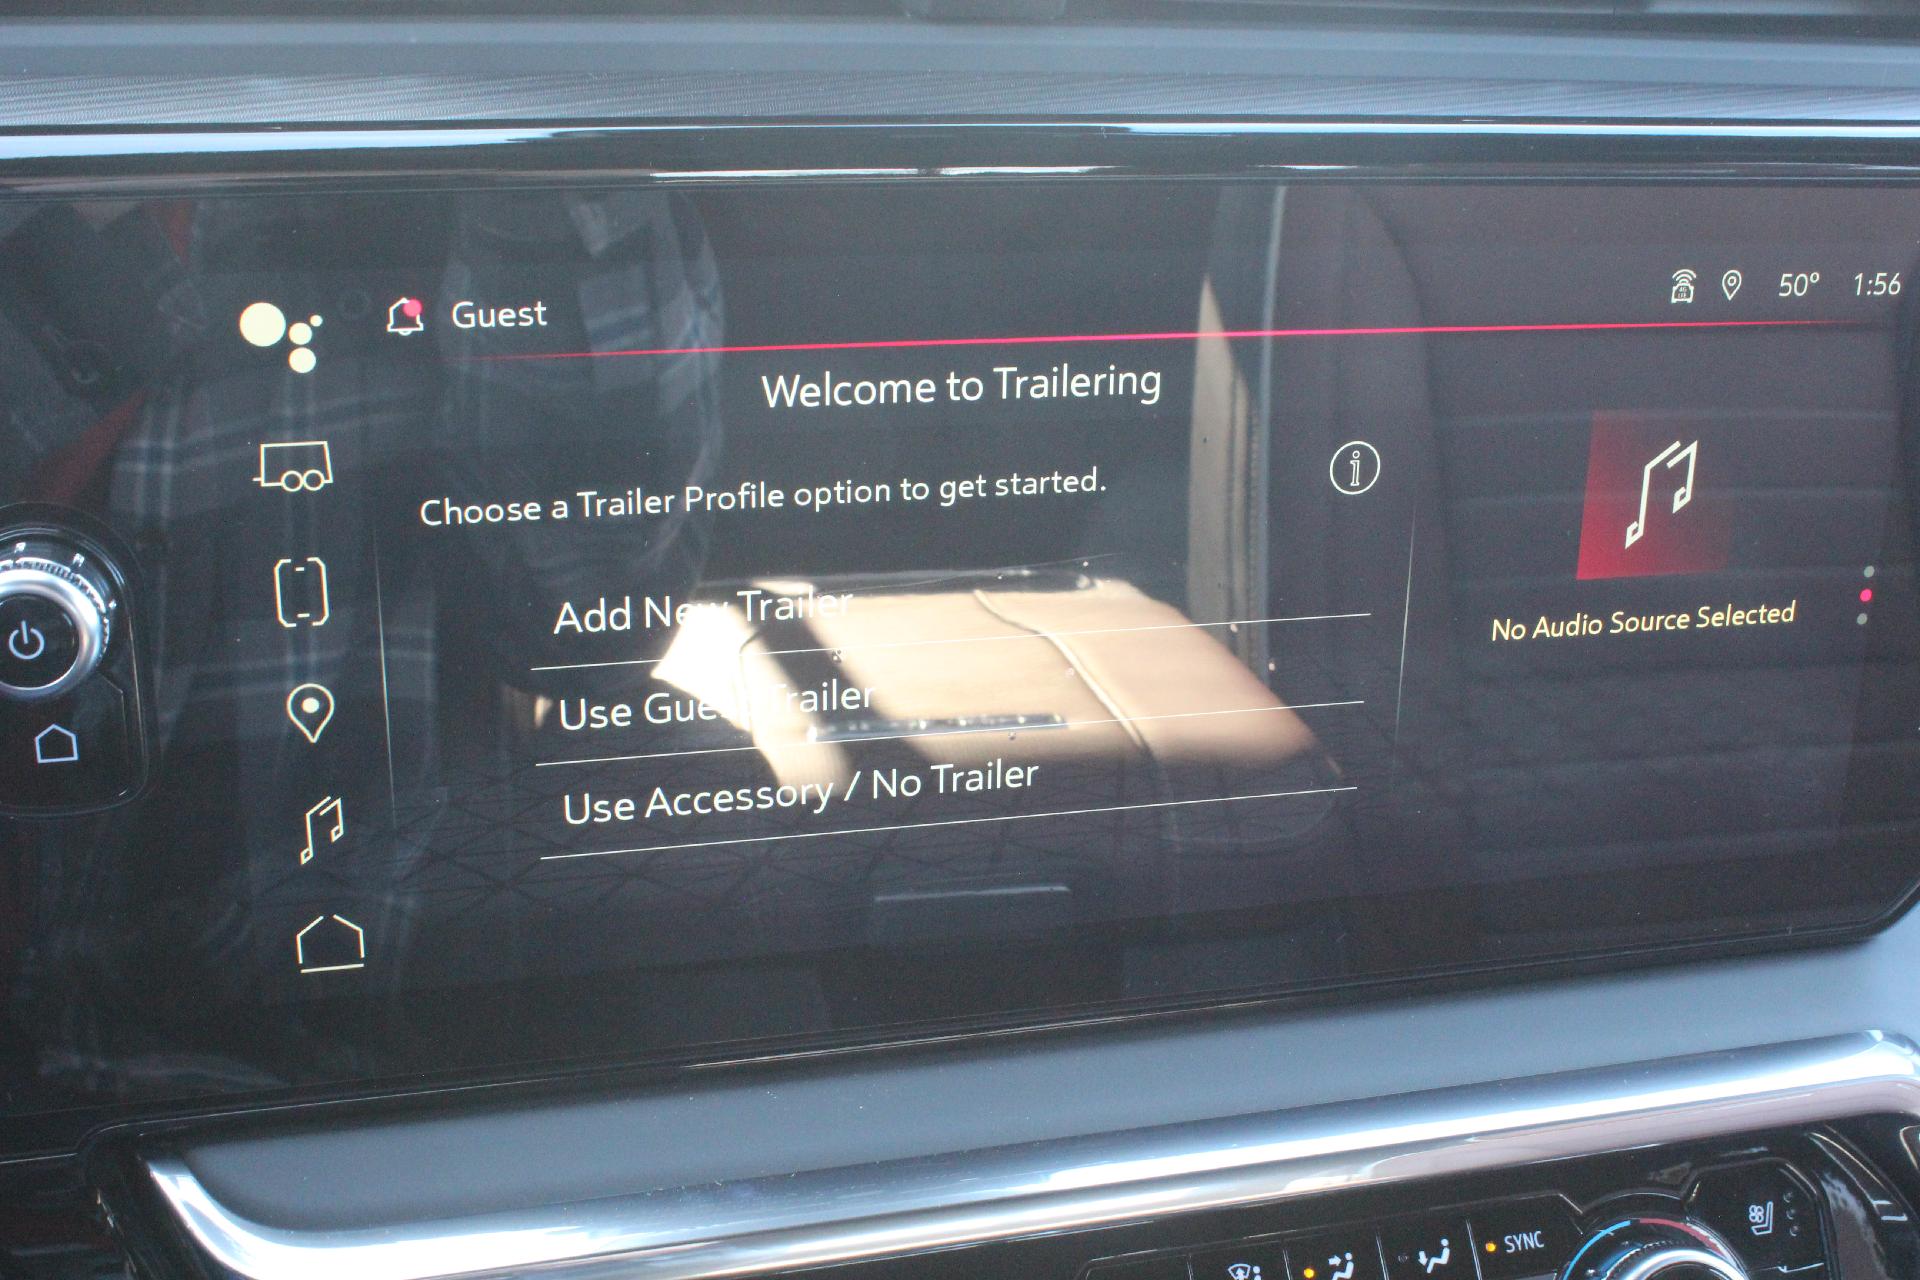 Guest
50° 1:56
Welcome to Trailering
Choose a Trailer Profile option to get started.
Add New Trailer
Use Guest Trailer
Use Accessory / No Trailer
No Audio Source Selected
SYNC